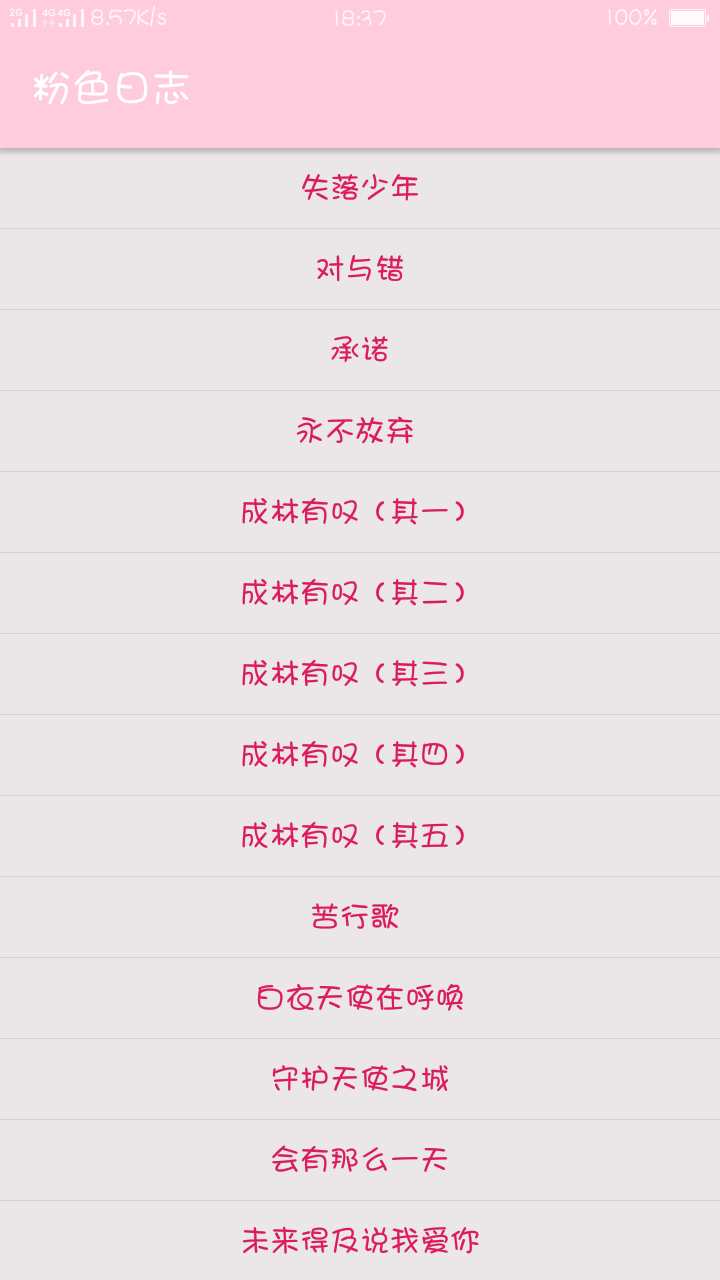 2G 4G 4G 8.57K/s 18:37 100%
粉色日志
失落少年
对与错
承诺
永不放弃
成林有叹（其一）
成林有叹（其二）
成林有叹（其三）
成林有叹（其四）
成林有叹（其五）
苦行歌
白衣天使在呼唤
守护天使之城
会有那么一天
未来得及说我爱你